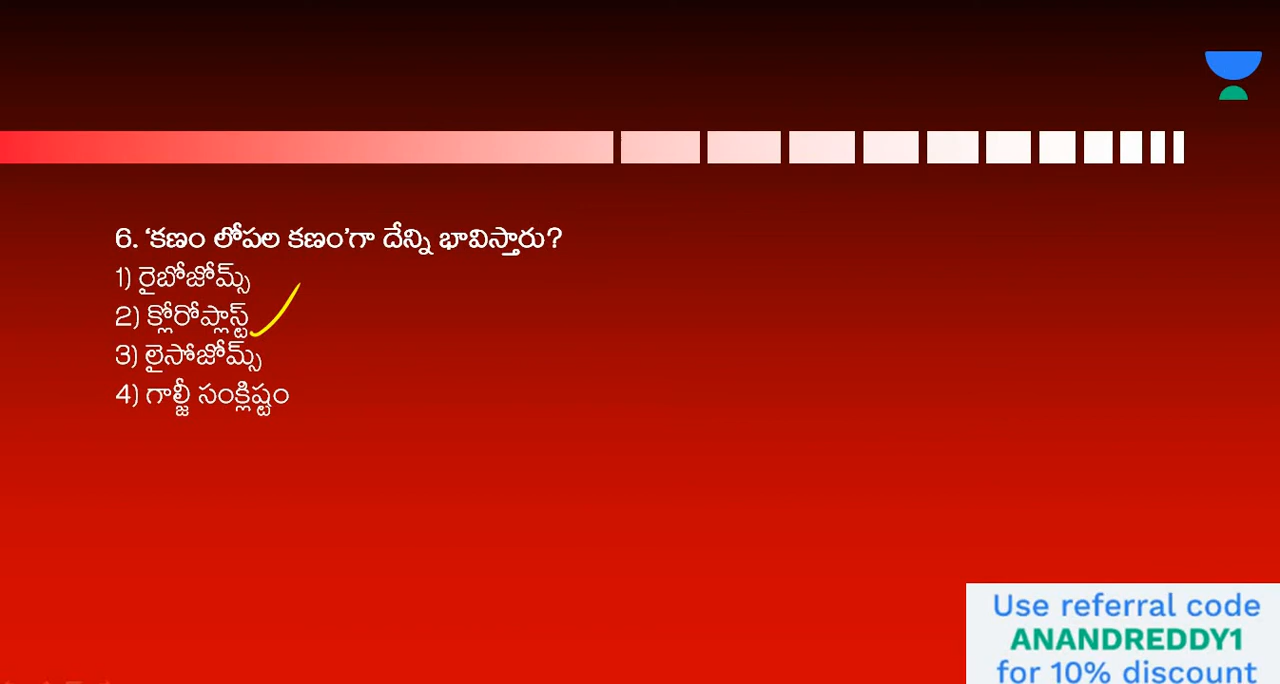 6. ‘కణం లోపల కణం’గా దేన్ని భావిస్తారు?
1) రైబోజోమ్స్
2) క్లోరోప్లాస్ట్
3) లైసోజోమ్స్
4) గాల్జీ సంక్లిష్టం
Use referral code
ANANDREDDY1
for 10% discount